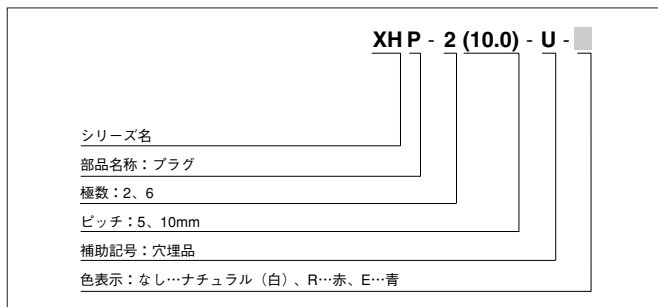 XH P - 2 (10.0) - U -
シリーズ名
部品名称：プラグ
極数：2、6
ピッチ：5、10mm
補助記号：穴埋品
色表示：なし…ナチュラル（白）、R…赤、E…青